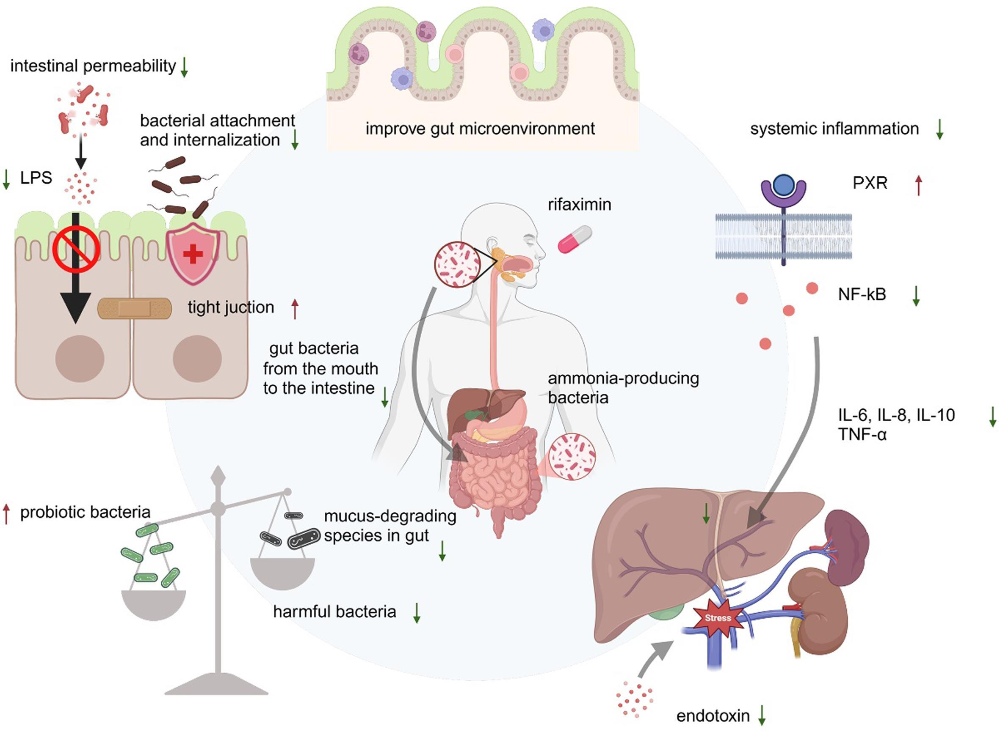 improve gut microenvironment
intestinal permeability
bacterial attachment
and internalization
LPS
tight juction
gut bacteria
from the mouth
to the intestine
rifaximin
ammonia-producing
bacteria
systemic inflammation
PXR
NF-kB
IL-6, IL-8, IL-10
TNF-α
probiotic bacteria
mucus-degrading
species in gut
harmful bacteria
Stress
endotoxin